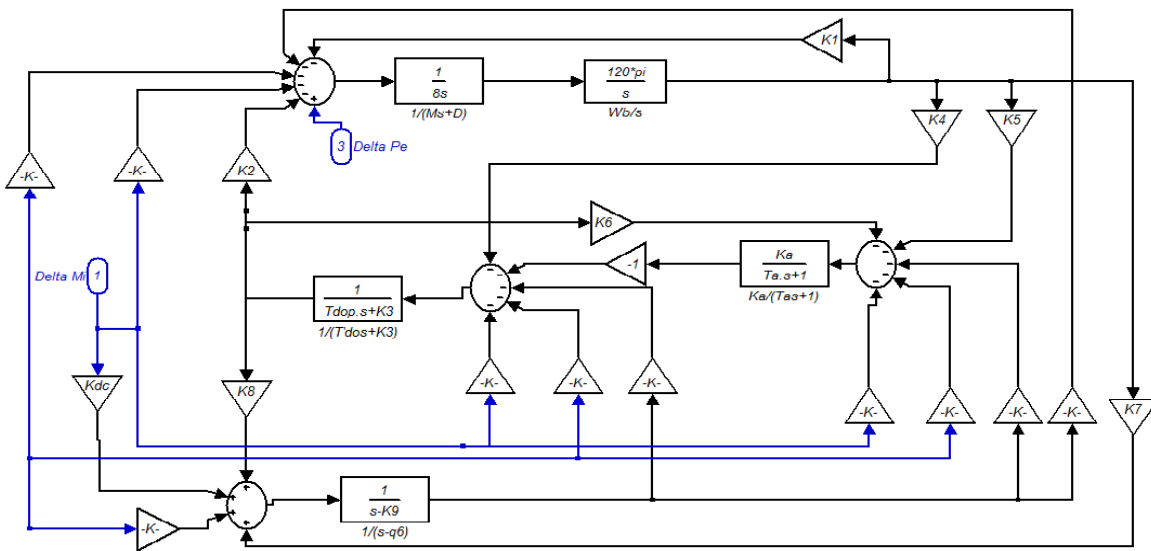 K1
1
8s
1/(Ms+D)
120*pi
s
Wb/s
K4
K5
3 Delta Pe
-K-
-K-
K2
K6
-1
Ka
Ta.s+1
Ka/(Tas+1)
Delta Mi 1
1
Tdop.s+K3
1/(T'dos+K3)
Kdc
K8
-K-
-K-
-K-
-K-
-K-
-K-
-K-
K7
1
s-K9
1/(s-q6)
-K-